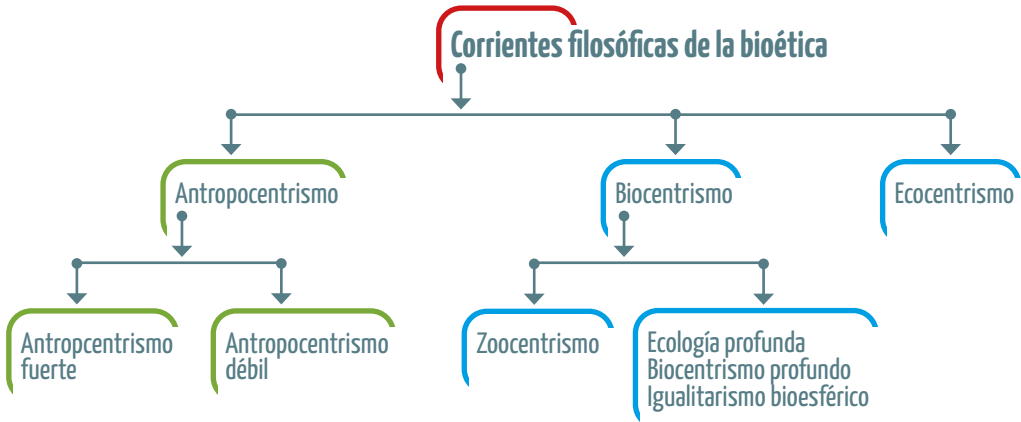 Corrientes filosóficas de la bioética
Antropocentrismo
Biocentrismo
Ecocentrismo
Antropcentrismo
fuerte
Antropocentrismo
débil
Zoocentrismo
Ecología profunda
Biocentrismo profundo
Igualitarismo bioesférico